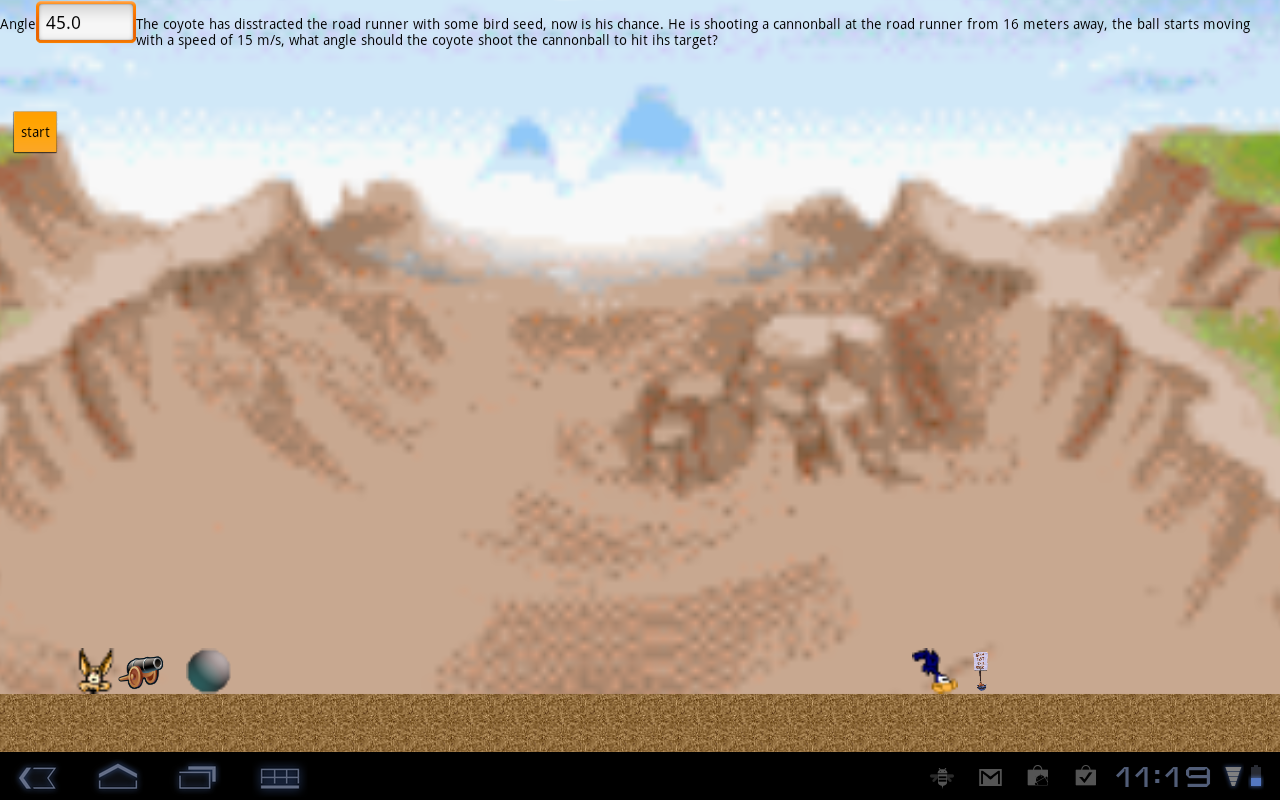 Angle 45.0 The coyote has disstracted the road runner with some bird seed, now is his chance. He is shooting a cannonball at the road runner from 16 meters away, the ball starts moving
with a speed of 15 m/s, what angle should the coyote shoot the cannonball to hit ihs target?
start
11:19